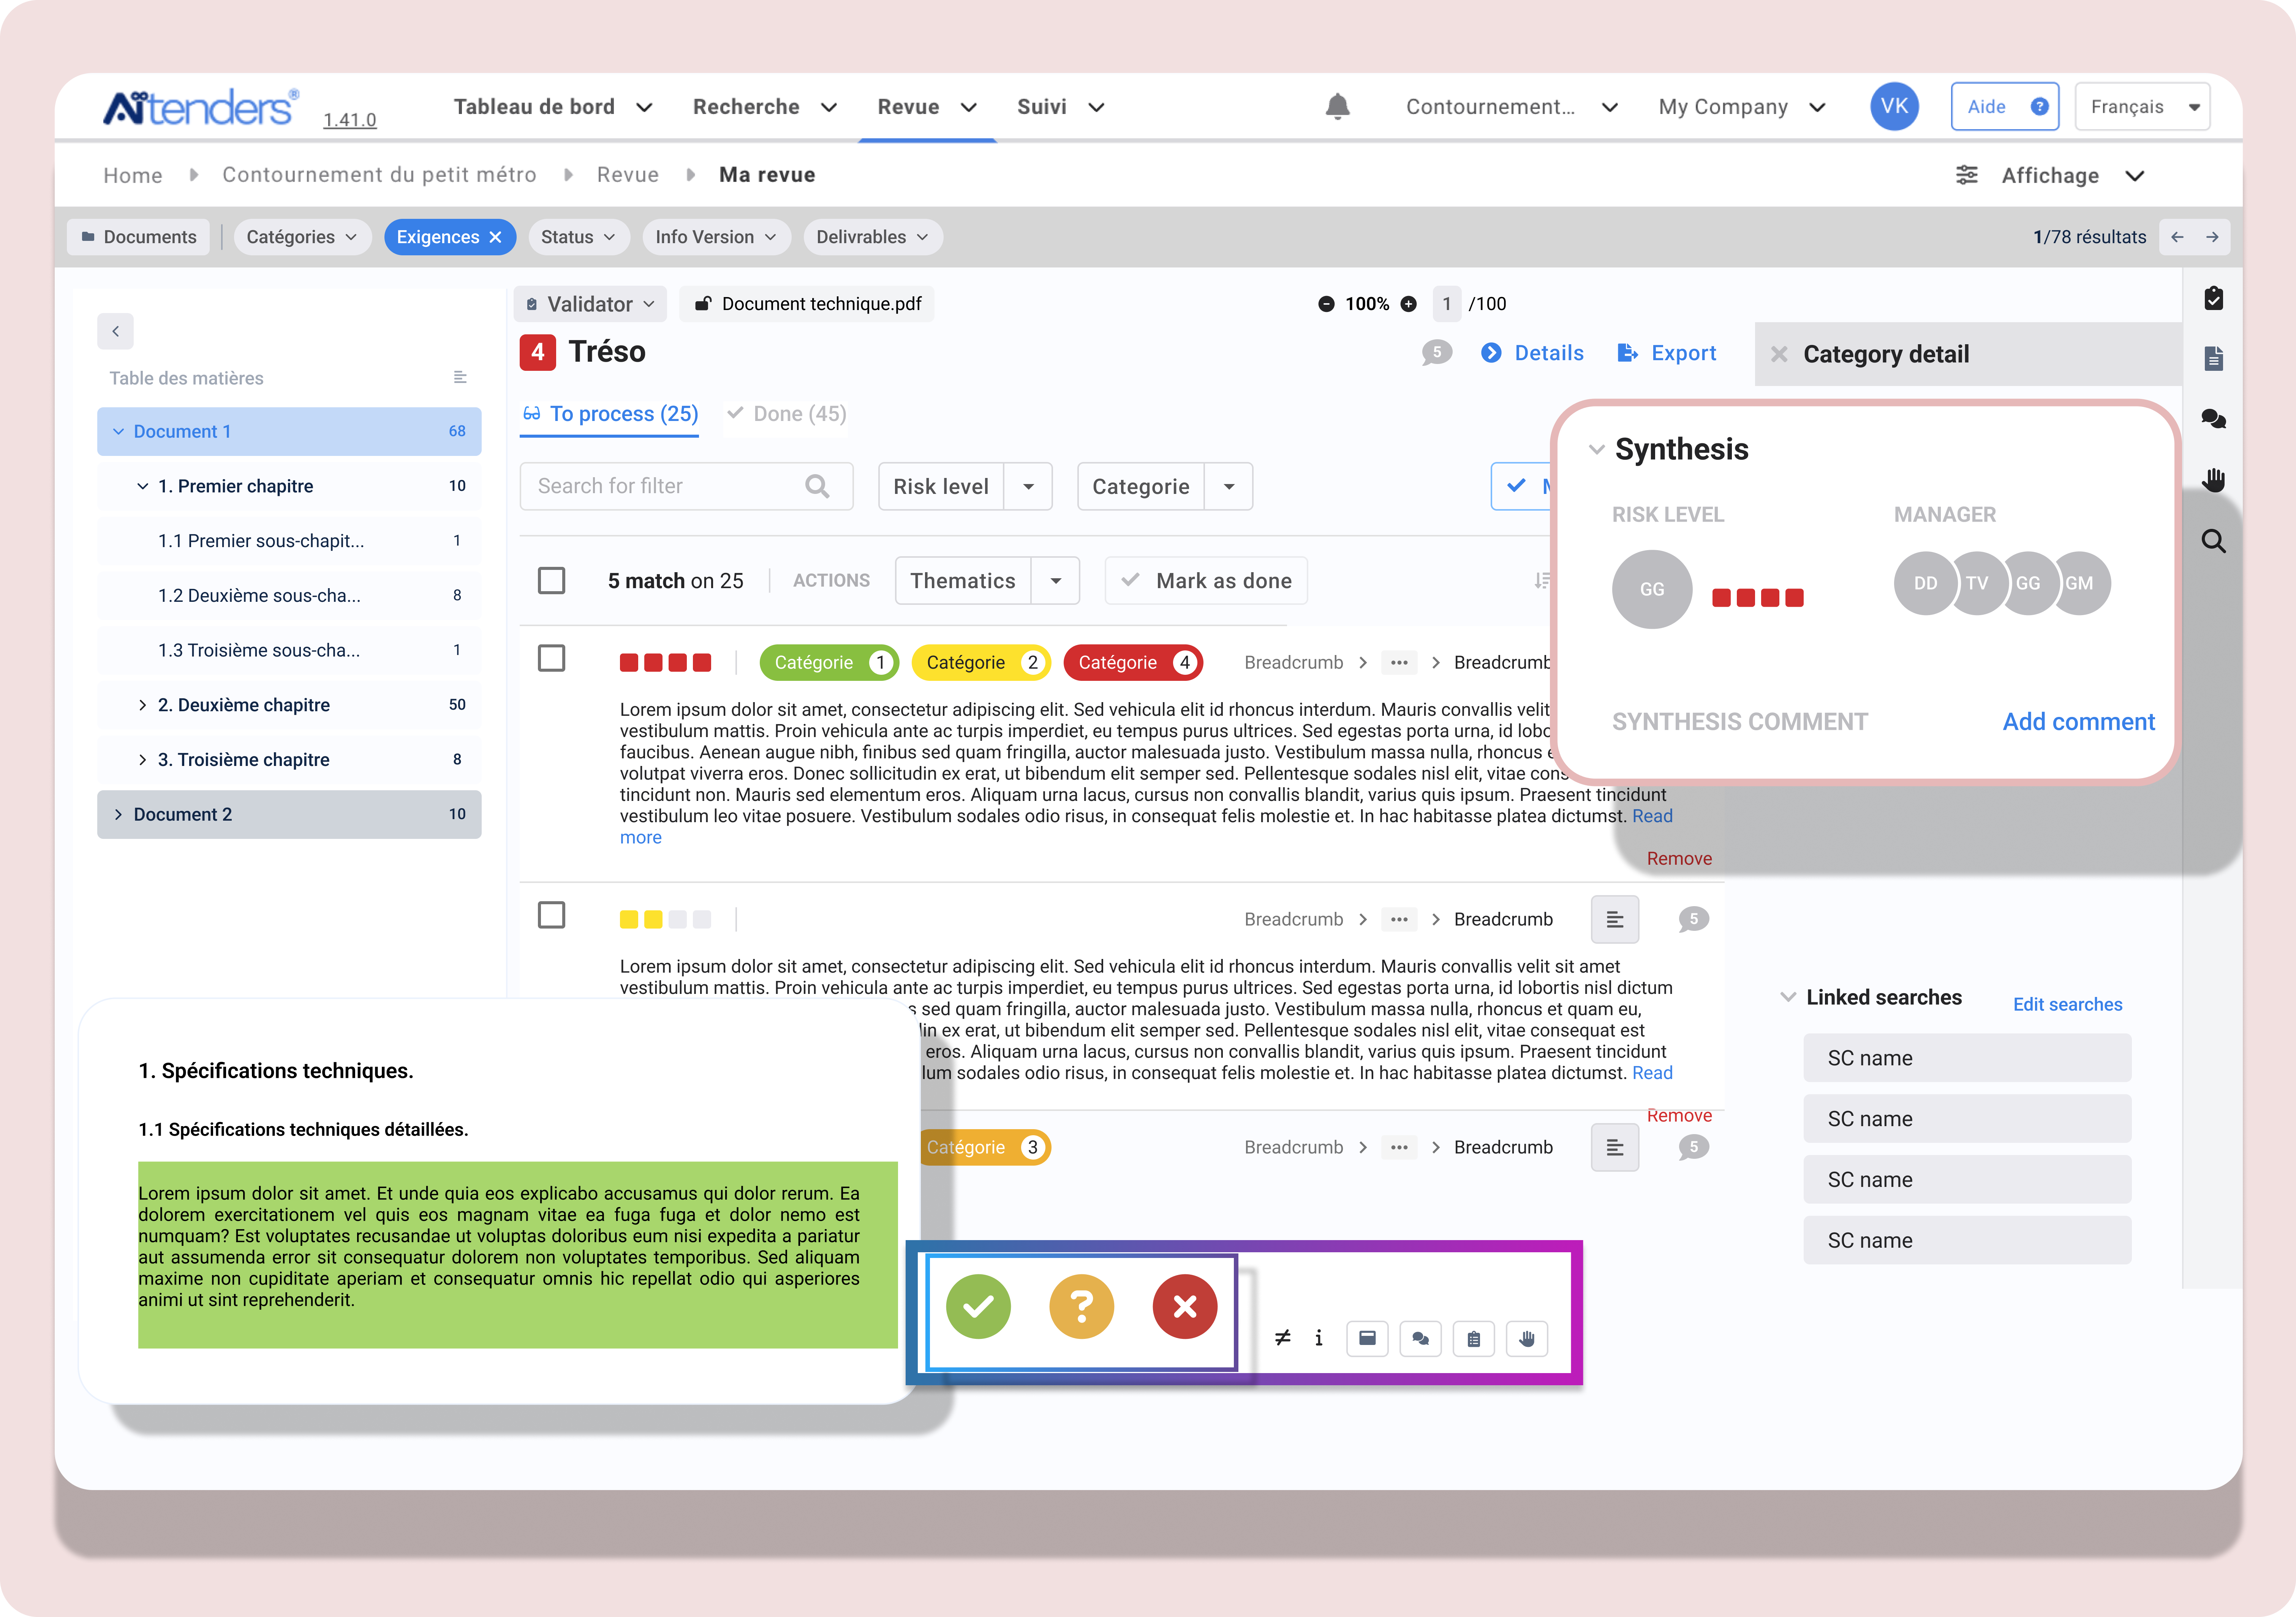 Aitenders®
1.41.0
Tableau de bord
Recherche
Revue
Suivi
Contournement...
My Company
VK
Aide ?
Français
Home
Contournement du petit métro
Revue
Ma revue
Affichage
Documents
Catégories
Exigences
Status
Info Version
Delivrables
1/78 résultats
Validator
Document technique.pdf
100%
1 /100
Table des matières
Document 1 68
1. Premier chapitre 10
1.1 Premier sous-chapit... 1
1.2 Deuxième sous-cha... 8
1.3 Troisième sous-cha... 1
2. Deuxième chapitre 50
3. Troisième chapitre 8
Document 2 10
4 Tréso
5
Details
Export
To process (25)
Done (45)
Search for filter
Risk level
Categorie
5 match on 25
ACTIONS
Thematics
Mark as done
Catégorie 1
Catégorie 2
Catégorie 4
Breadcrumb > ••• > Breadcrumb
Lorem ipsum dolor sit amet, consectetur adipiscing elit. Sed vehicula elit id rhoncus interdum. Mauris convallis velit
vestibulum mattis. Proin vehicula ante ac turpis imperdiet, eu tempus purus ultrices. Sed egestas porta urna, id lobo
faucibus. Aenean augue nibh, finibus sed quam fringilla, auctor malesuada justo. Vestibulum massa nulla, rhoncus e
volutpat viverra eros. Donec sollicitudin ex erat, ut bibendum elit semper sed. Pellentesque sodales nisl elit, vitae cons
tincidunt non. Mauris sed elementum eros. Aliquam urna lacus, cursus non convallis blandit, varius quis ipsum. Praesent tincidunt
vestibulum leo vitae posuere. Vestibulum sodales odio risus, in consequat felis molestie et. In hac habitasse platea dictumst. Read
more
Remove
Breadcrumb > ••• > Breadcrumb
5
Lorem ipsum dolor sit amet, consectetur adipiscing elit. Sed vehicula elit id rhoncus interdum. Mauris convallis velit sit amet
vestibulum mattis. Proin vehicula ante ac turpis imperdiet, eu tempus purus ultrices. Sed egestas porta urna, id lobortis nisl dictum
s sed quam fringilla, auctor malesuada justo. Vestibulum massa nulla, rhoncus et quam eu,
lin ex erat, ut bibendum elit semper sed. Pellentesque sodales nisl elit, vitae consequat est
eros. Aliquam urna lacus, cursus non convallis blandit, varius quis ipsum. Praesent tincidunt
lum sodales odio risus, in consequat felis molestie et. In hac habitasse platea dictumst. Read
Remove
Catégorie 3
Breadcrumb > ••• > Breadcrumb
5
Category detail
Synthesis
RISK LEVEL
MANAGER
GG
DD TV GG GM
SYNTHESIS COMMENT
Add comment
Linked searches
Edit searches
SC name
SC name
SC name
SC name
1. Spécifications techniques.
1.1 Spécifications techniques détaillées.
Lorem ipsum dolor sit amet. Et unde quia eos explicabo accusamus qui dolor rerum. Ea
dolorem exercitationem vel quis eos magnam vitae ea fuga fuga et dolor nemo est
numquam? Est voluptates recusandae ut voluptas doloribus eum nisi expedita a pariatur
aut assumenda error sit consequatur dolorem non voluptates temporibus. Sed aliquam
maxime non cupiditate aperiam et consequatur omnis hic repellat odio qui asperiores
animi ut sint reprehenderit.
?
≠ i